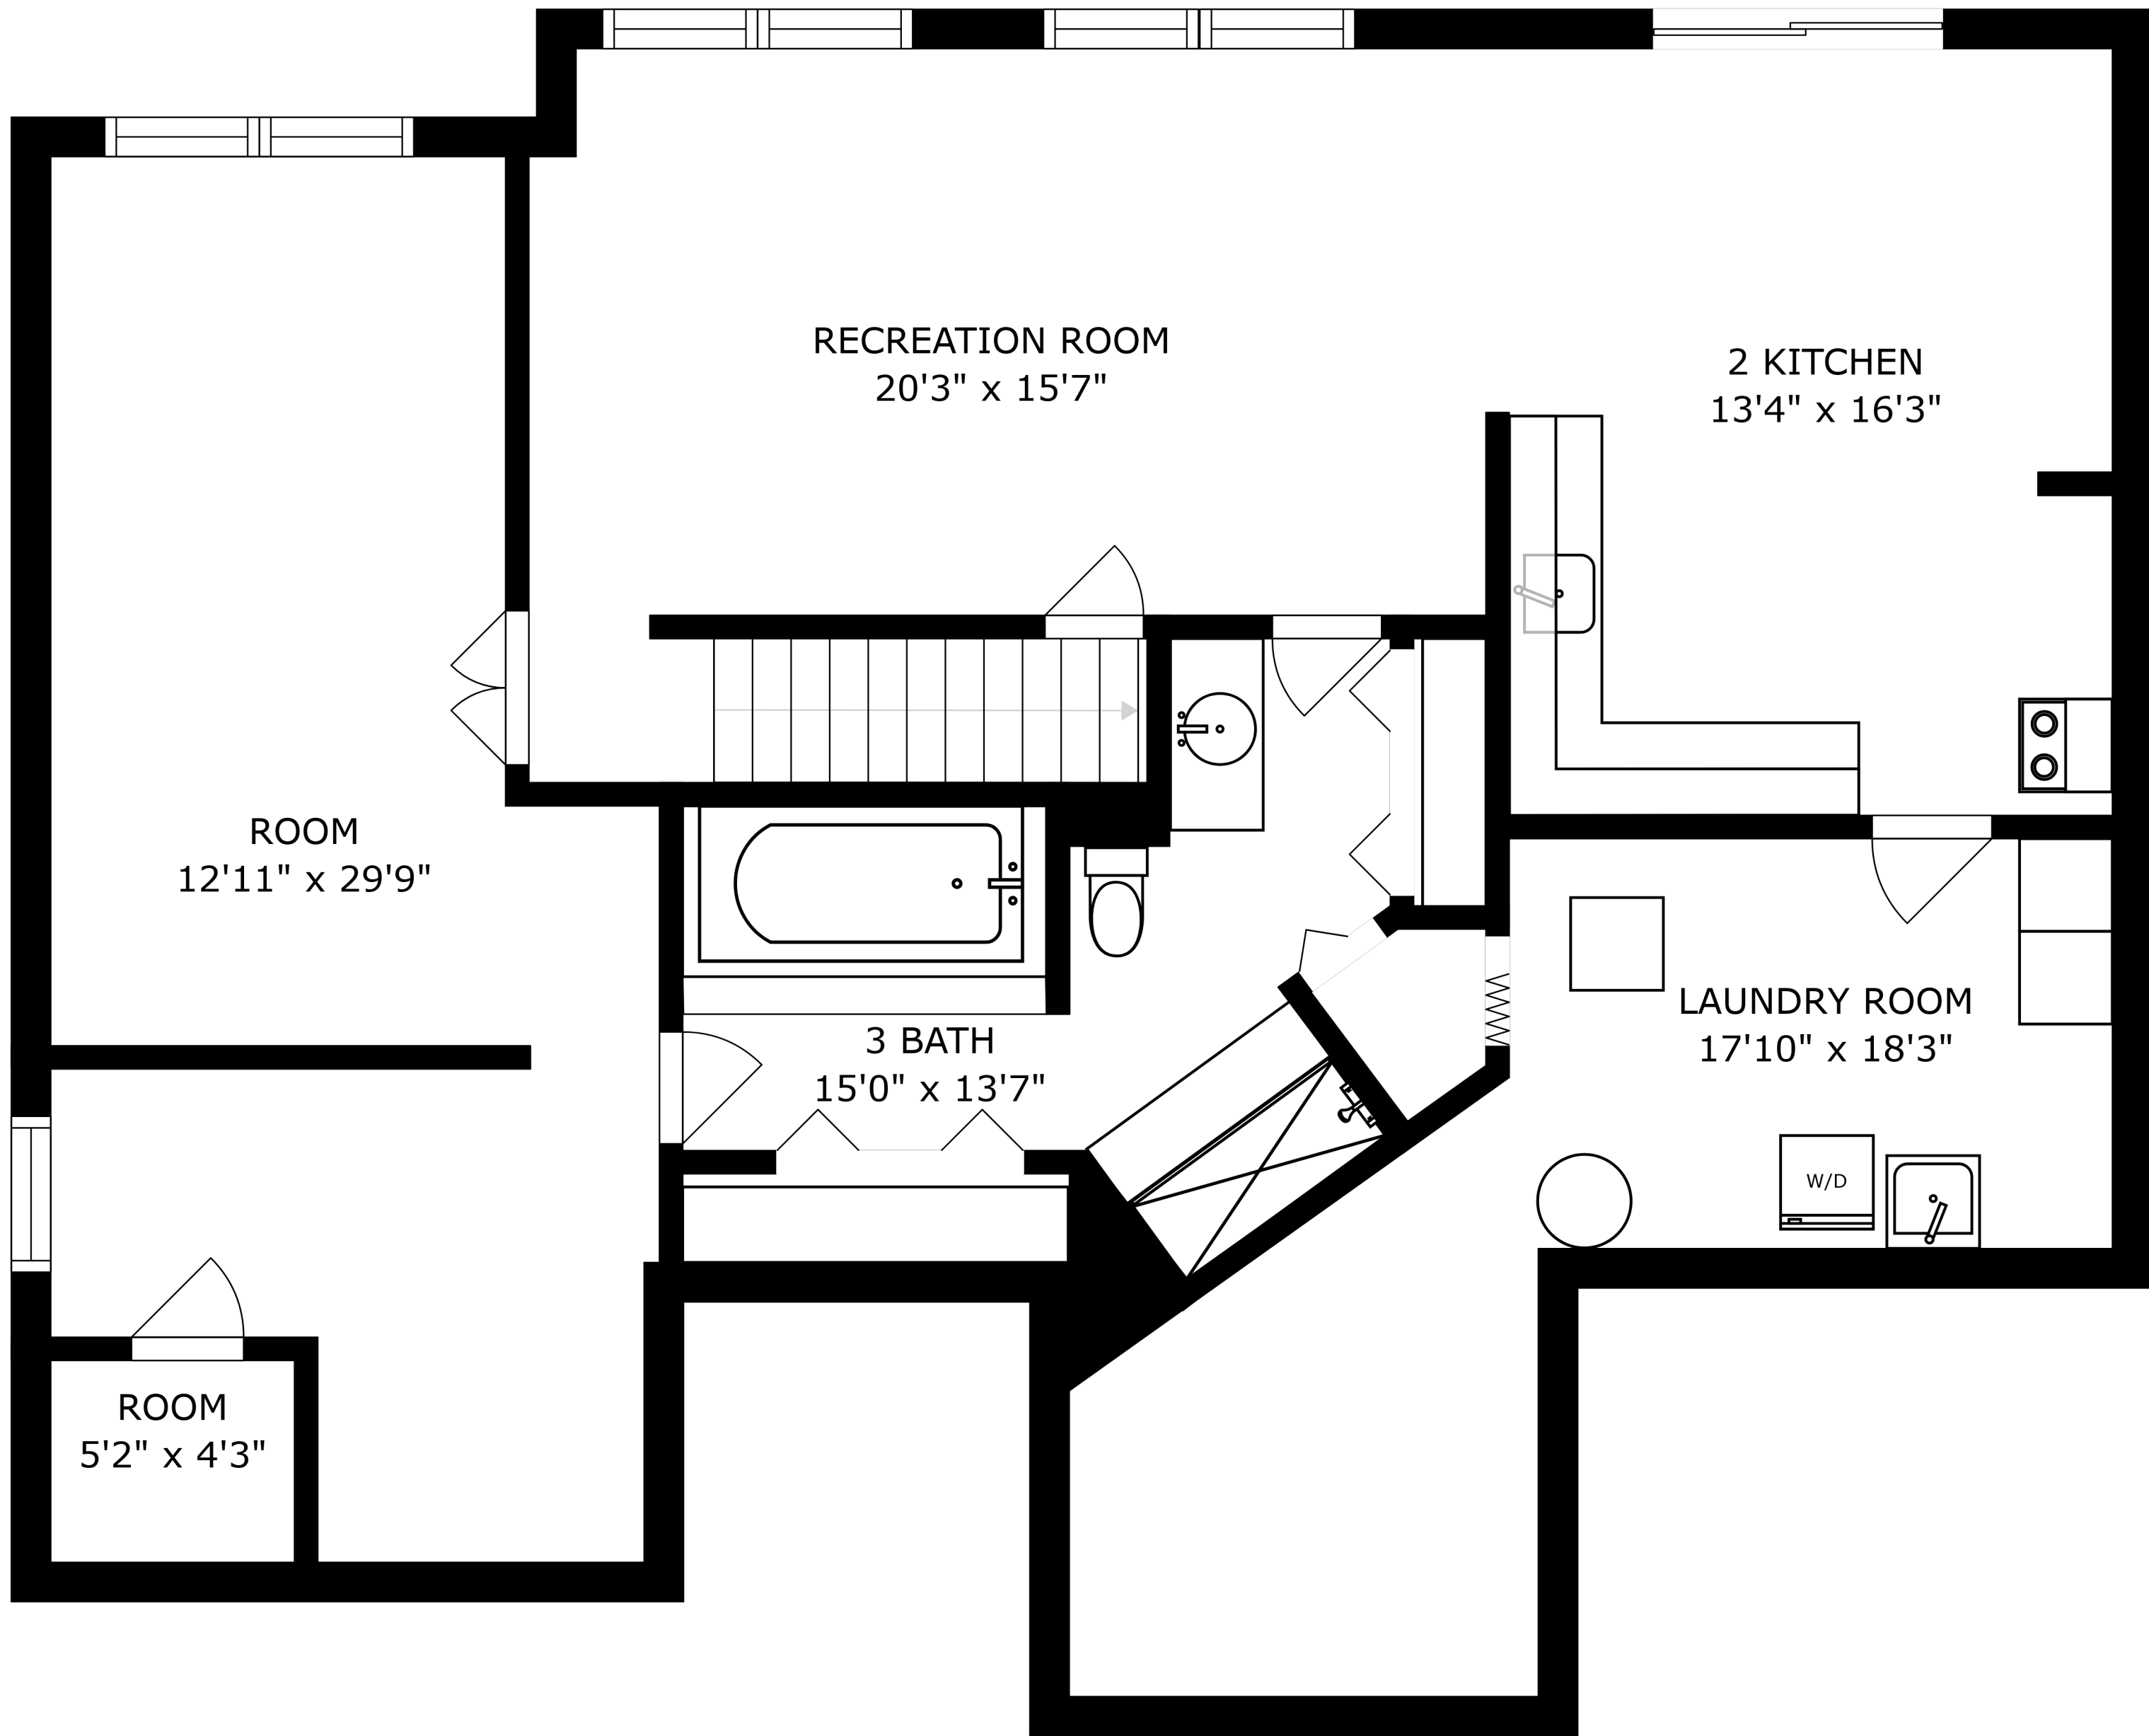 RECREATION ROOM
20'3" x 15'7"
2 KITCHEN
13'4" x 16'3"
ROOM
12'11" x 29'9"
LAUNDRY ROOM
17'10" x 18'3"
3 BATH
15'0" x 13'7"
W/D
ROOM
5'2" x 4'3"